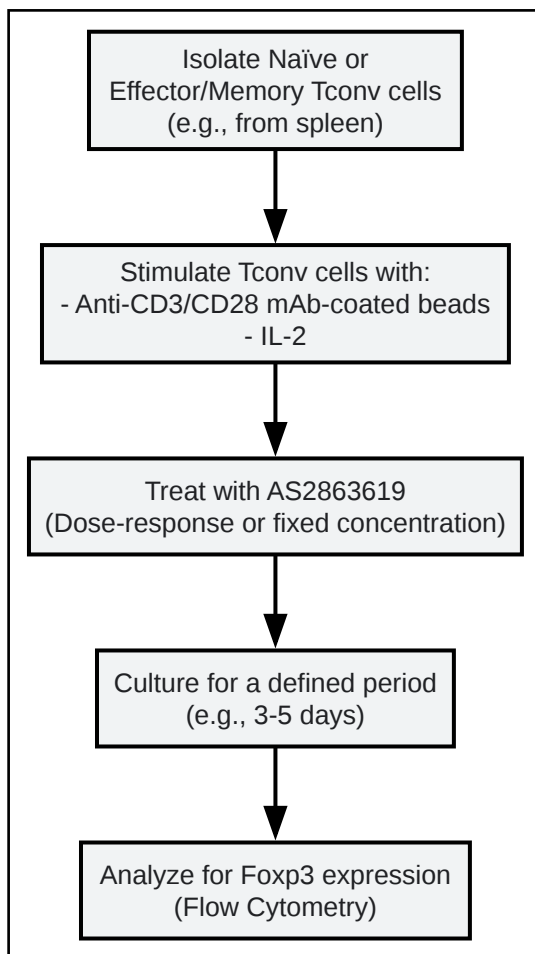 Isolate Naïve or
Effector/Memory Tconv cells
(e.g., from spleen)
Stimulate Tconv cells with:
- Anti-CD3/CD28 mAb-coated beads
- IL-2
Treat with AS2863619
(Dose-response or fixed concentration)
Culture for a defined period
(e.g., 3-5 days)
Analyze for Foxp3 expression
(Flow Cytometry)